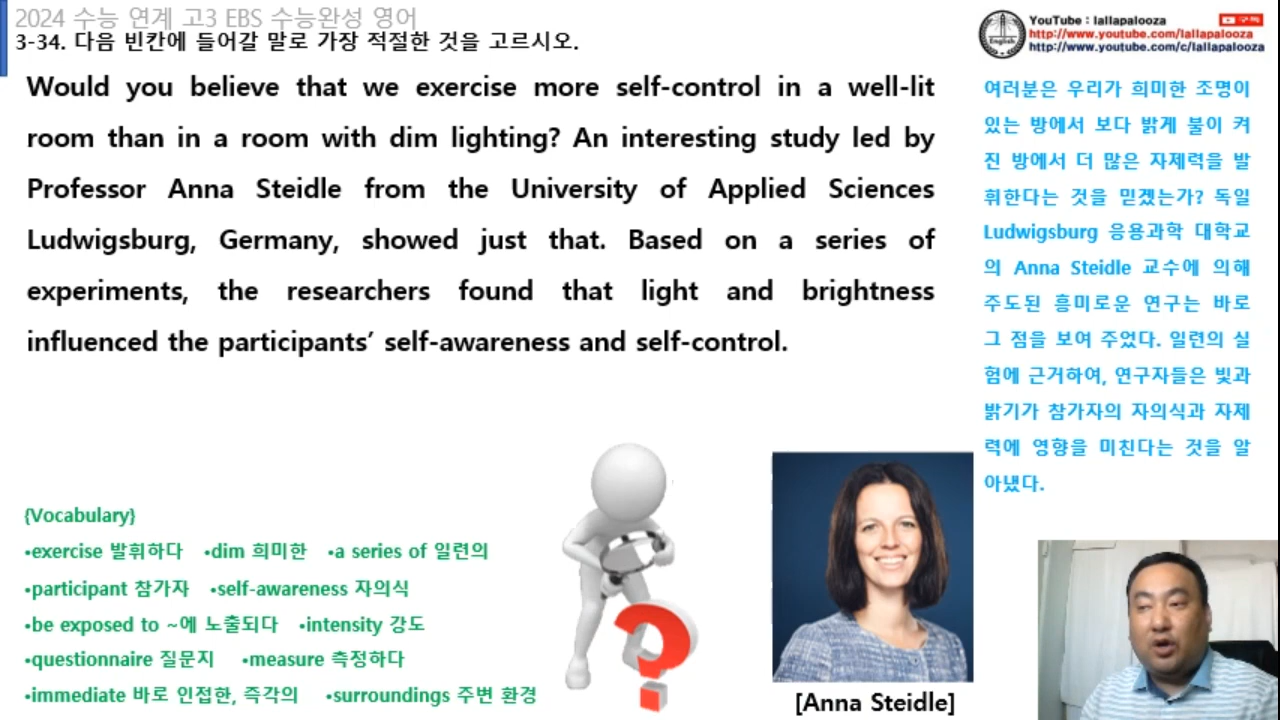 2024 수능 연계 고3 EBS 수능완성 영어
3-34. 다음 빈칸에 들어갈 말로 가장 적절한 것을 고르시오.
Would you believe that we exercise more self-control in a well-lit
room than in a room with dim lighting? An interesting study led by
Professor Anna Steidle from the University of Applied Sciences
Ludwigsburg, Germany, showed just that. Based on a series of
experiments, the researchers found that light and brightness
influenced the participants’ self-awareness and self-control.
{Vocabulary}
•exercise 발휘하다 •dim 희미한 •a series of 일련의
•participant 참가자 •self-awareness 자의식
•be exposed to ~에 노출되다 •intensity 강도
•questionnaire 질문지 •measure 측정하다
•immediate 바로 인접한, 즉각의 •surroundings 주변 환경
[Anna Steidle]
English
YouTube : lallapalooza
구독
http://www.youtube.com/lallapalooza
http://www.youtube.com/c/lallapalooza
여러분은 우리가 희미한 조명이
있는 방에서 보다 밝게 불이 켜
진 방에서 더 많은 자제력을 발
휘한다는 것을 믿겠는가? 독일
Ludwigsburg 응용과학 대학교
의 Anna Steidle 교수에 의해
주도된 흥미로운 연구는 바로
그 점을 보여 주었다. 일련의 실
험에 근거하여, 연구자들은 빛과
밝기가 참가자의 자의식과 자제
력에 영향을 미친다는 것을 알
아냈다.